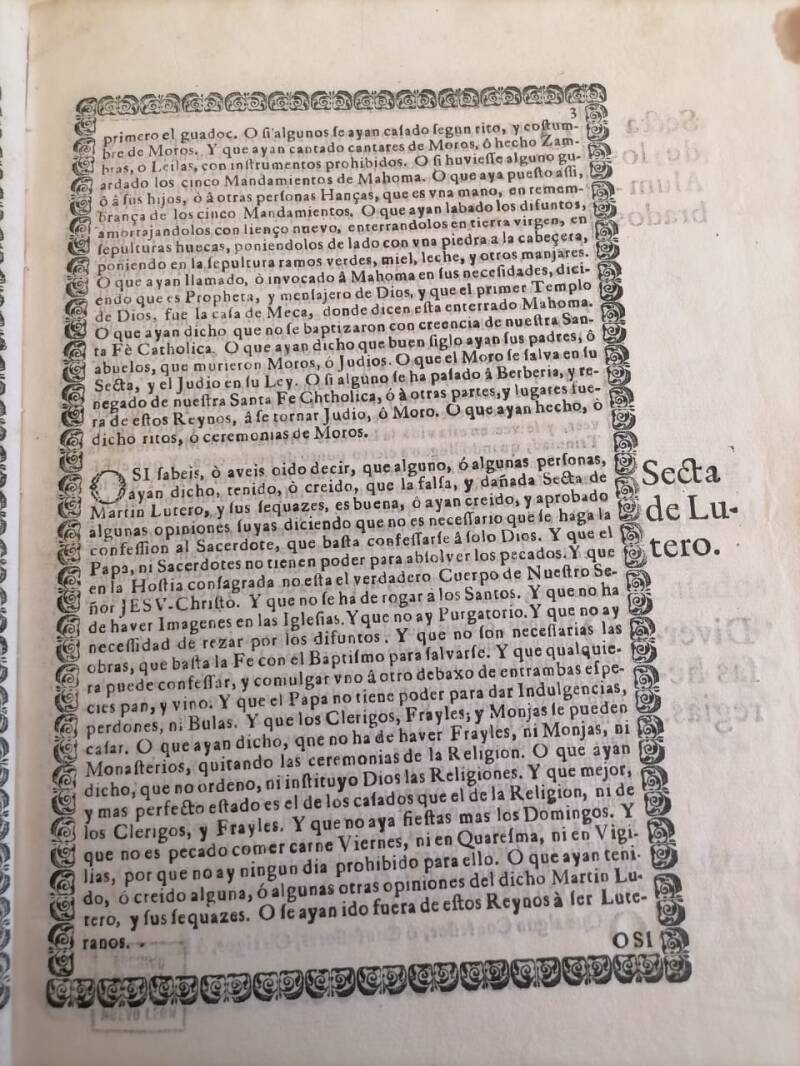 3
primero el guadoc. O si algunos se ayan casado segun rito, y costum-
bre de Moros. Y que ayan cantado cantares de Moros, ô hecho Zam-
bras, o Leilas, con instrumentos prohibidos. O si huviesse alguno gu-
ardado los cinco Mandamientos de Mahoma. O que aya puesto assi,
ô â sus hijos, ò â otras personas Hanças, que es vna mano, en remem-
brança de los cinco Mandamientos. O que ayan labado los difuntos,
amorrajandolos con lienço nuevo, enterrandolos en tierra virgen, en
sepulturas huecas, poniendolos de lado con vna piedra a la cabeçera,
poniendo en la sepultura ramos verdes, miel, leche, y otros manjares.
O que ayan llamado, ò invocado â Mahoma en sus necesidades, dici-
endo que es Propheta, y mensajero de Dios, y que el primer Templo
de Dios, fue la casa de Meca, donde dicen esta enterrado Mahoma.
O que ayan dicho que no se baptizaron con creencia de nuestra San-
ta Fè Catholica. O que ayan dicho que buen siglo ayan sus padres, ô
abuelos, que murieron Moros, ó Judios. O que el Moro se salva en su
Secta, y el Judio en su Ley. O si alguno se ha pasado â Berberia, y re-
negado de nuestra Santa Fe Chtholica, ó à otras partes, y lugares fue-
ra de estos Reynos, â se tornar Judio, ô Moro. O que ayan hecho, ò
dicho ritos, o ceremonias de Moros.
OSI sabeis, ò aveis oido decir, que alguno, ó algunas personas,
ayan dicho, tenido, ò creido, que la falsa, y dañada Secta de
Martin Lutero, y sus sequazes, es buena, ô ayan creido, y aprobado
algunas opiniones suyas diciendo que no es necessario que se haga la
confession al Sacerdote, que basta confessarse â solo Dios. Y que el
Papa, ni Sacerdotes no tienen poder para absolver los pecados. Y que
en la Hostia consagrada no esta el verdadero Cuerpo de Nuestro Se-
ñor JESV-Christo. Y que no se ha de rogar à los Santos. Y que no ha
de haver Imagenes en las Iglesias. Y que no ay Purgatorio. Y que no ay
necessidad de rezar por los difuntos. Y que no son necesiarias las
obras, que basta la Fe con el Baptismo para salvarse. Y que qualquie-
ra puede confessar, y comulgar vno â otro debaxo de entrambas espe-
cies pan, y vino. Y que el Papa no tiene poder para dar Indulgencias,
perdones, ni Bulas. Y que los Clerigos, Frayles; y Monjas se pueden
casar. O que ayan dicho, qne no ha de haver Frayles, ni Monjas, ni
Monasterios, quitando las ceremonias de la Religion. O que ayan
dicho, que no ordeno, ni instituyo Dios las Religiones. Y que mejor,
y mas perfecto estado es el de los casados que el de la Religion, ni de
los Clerigos, y Frayles. Y que no aya fiestas mas los Domingos. Y
que no es pecado comer carne Viernes, ni en Quaresma, ni en Vigi-
lias, por que no ay ningun dia prohibido para ello. O que ayan teni-
do, ó creido alguna, ó algunas otras opiniones del dicho Martin Lu-
tero, y sus sequazes. O se ayan ido fuera de estos Reynos à ser Lute-
ranos.
OSI
Secta
de Lu-
tero.